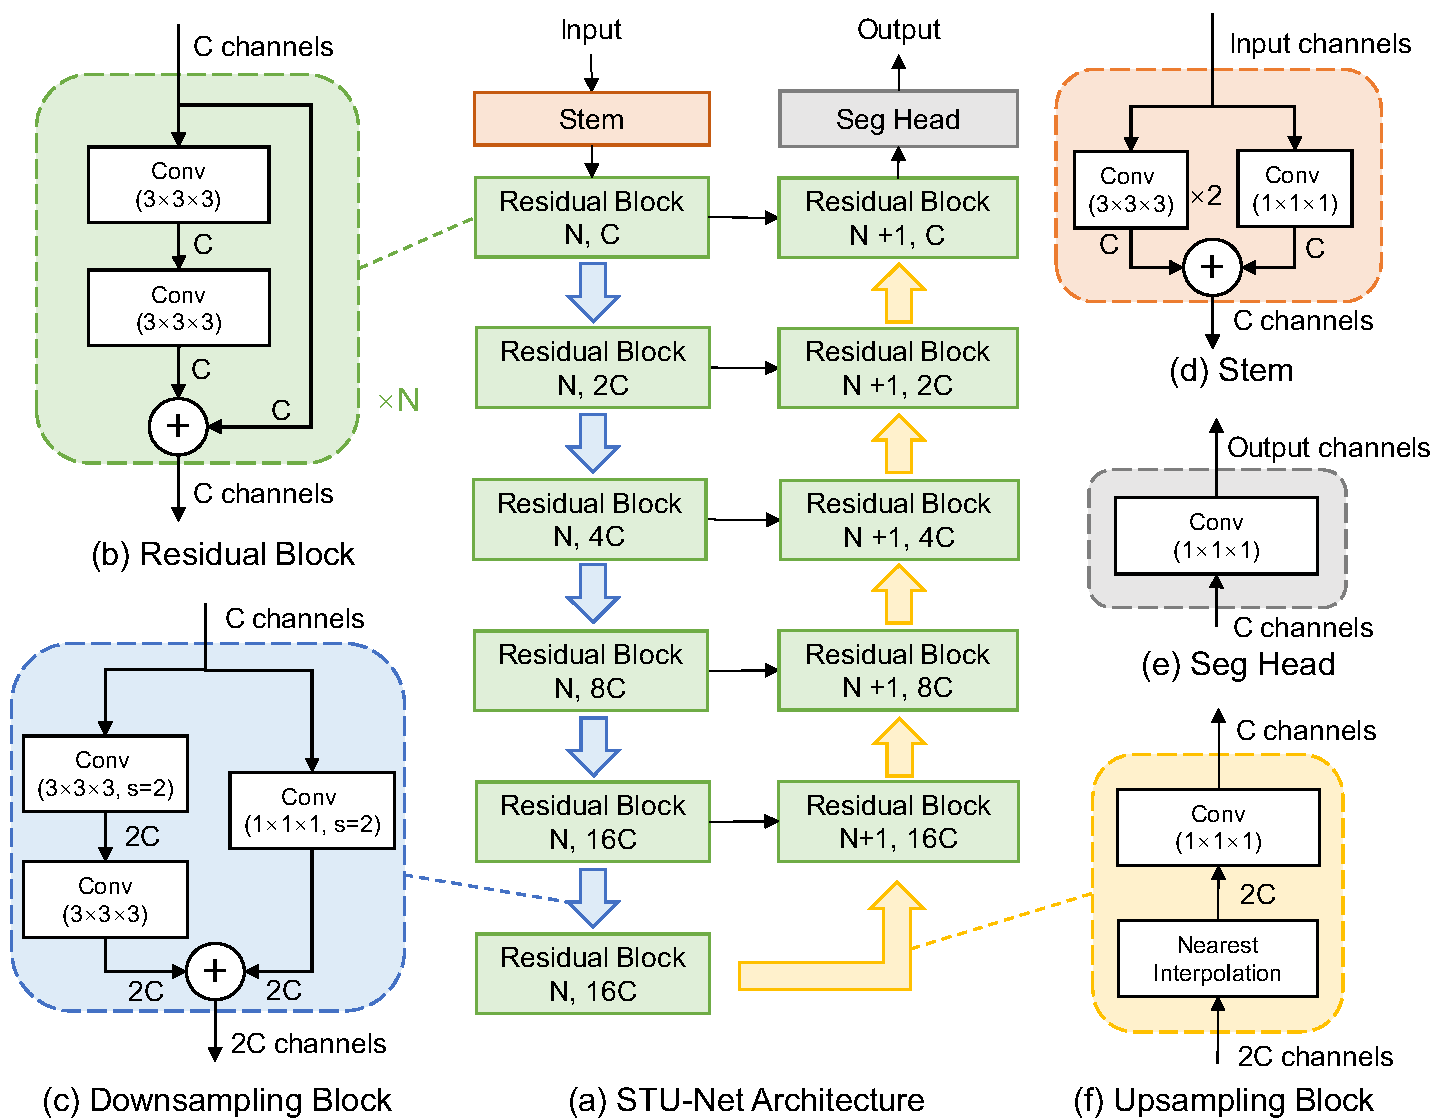 C channels
Conv
(3×3×3)
C
Conv
(3×3×3)
C
C
+
×N
C channels
(b) Residual Block
C channels
Conv
(3×3×3, s=2)
2C
Conv
(3×3×3)
Conv
(1×1×1, s=2)
+
2C
2C
2C channels
(c) Downsampling Block
Input
Output
Stem
Seg Head
Residual Block
N, C
Residual Block
N +1, C
Residual Block
N, 2C
Residual Block
N +1, 2C
Residual Block
N, 4C
Residual Block
N +1, 4C
Residual Block
N, 8C
Residual Block
N +1, 8C
Residual Block
N, 16C
Residual Block
N+1, 16C
Residual Block
N, 16C
(a) STU-Net Architecture
Input channels
Conv
(3×3×3)
×2
Conv
(1×1×1)
C
C
+
C channels
(d) Stem
Output channels
Conv
(1×1×1)
C channels
(e) Seg Head
C channels
Conv
(1×1×1)
2C
Nearest
Interpolation
2C channels
(f) Upsampling Block